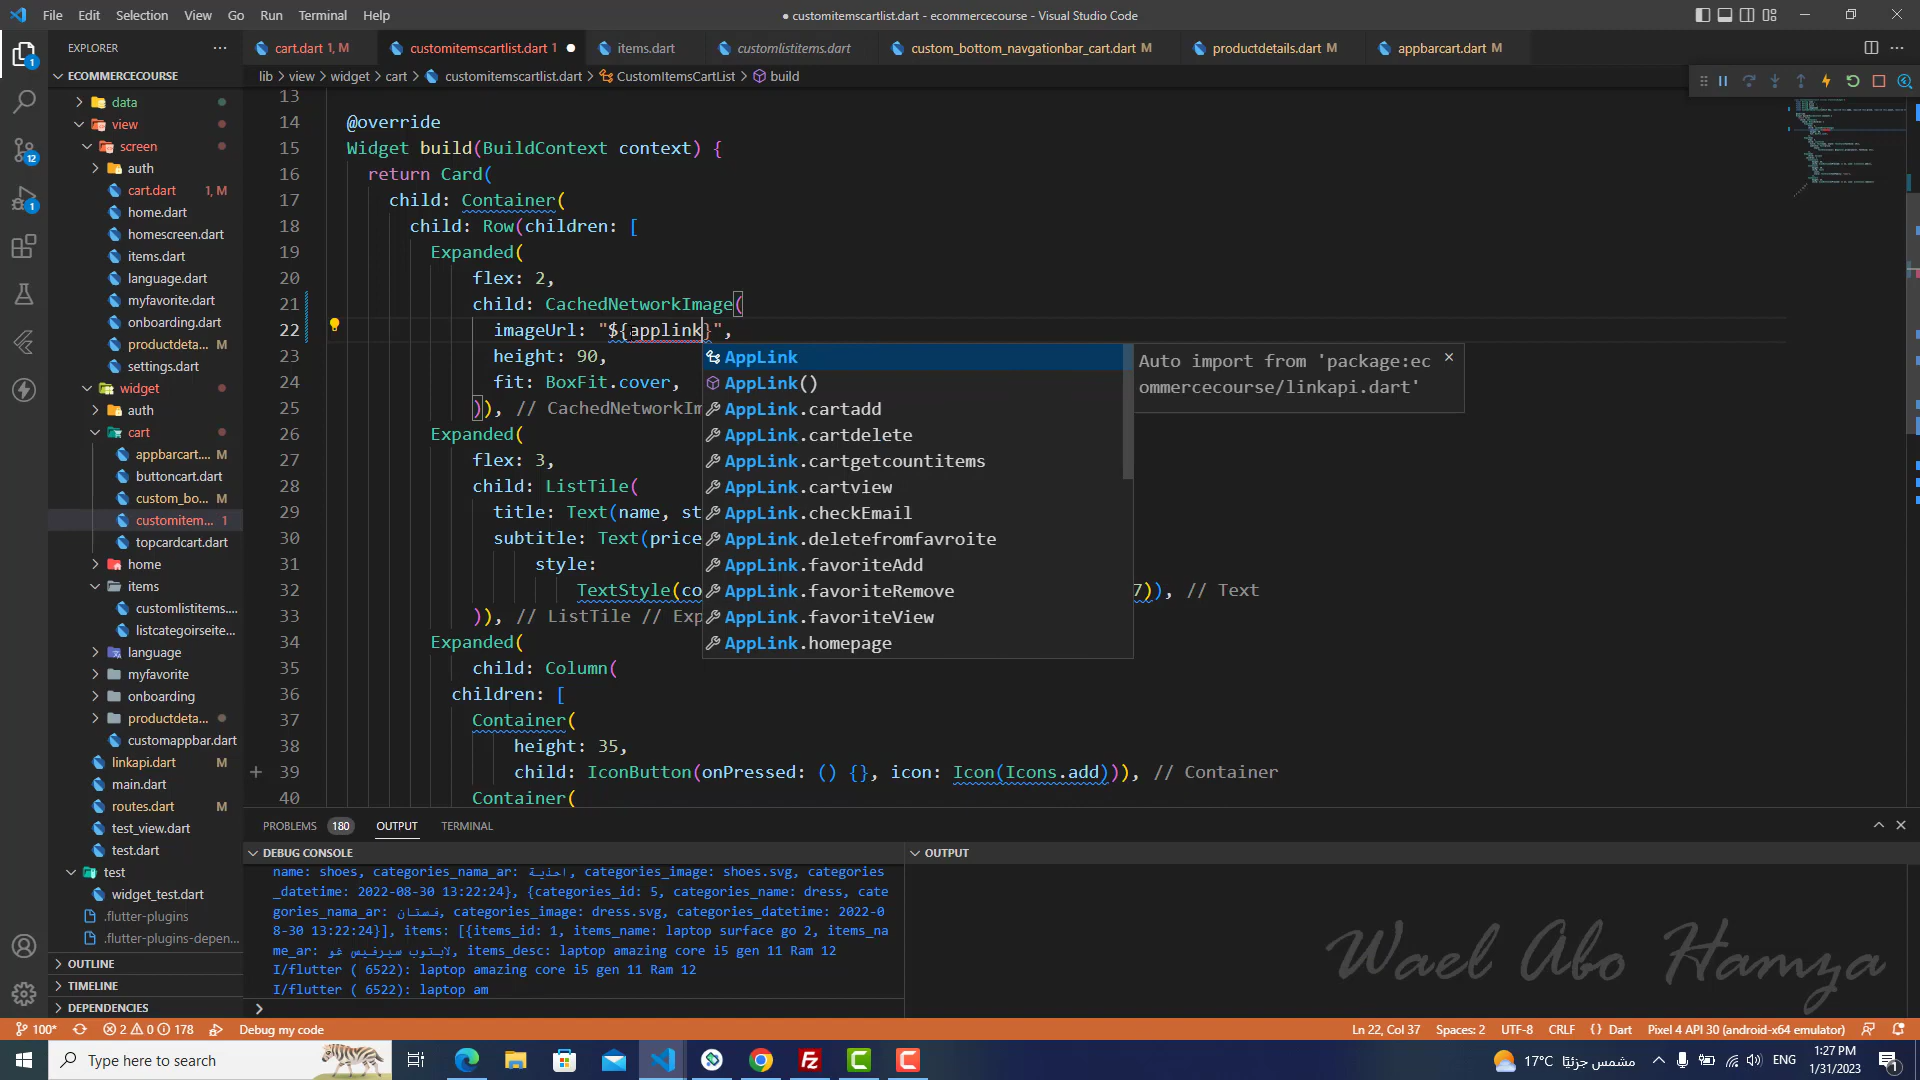 File Edit Selection View Go Run Terminal Help
● customitemscartlist.dart - ecommercecourse - Visual Studio Code
EXPLORER
cart.dart 1, M
customitemscartlist.dart 1
items.dart
customlistitems.dart
custom_bottom_navgationbar_cart.dart M
productdetails.dart M
appbarcart.dart M
lib > view > widget > cart > customitemscartlist.dart > CustomItemsCartList > build
ECOMMERCECOURSE
data
view
screen
auth
cart.dart 1, M
home.dart
homescreen.dart
items.dart
language.dart
myfavorite.dart
onboarding.dart
productdetails....
settings.dart
widget
auth
cart
appbarcart.... M
buttoncart.dart
custom_bo... M
customitem... 1
topcardcart.dart
home
items
customlistitems....
listcategoirseite...
language
myfavorite
onboarding
productdeta...
customappbar.dart
linkapi.dart M
main.dart
routes.dart M
test_view.dart
test.dart
test
widget_test.dart
.flutter-plugins
.flutter-plugins-depen...
OUTLINE
TIMELINE
DEPENDENCIES
13
14 @override
15 Widget build(BuildContext context) {
16 return Card(
17 child: Container(
18 child: Row(children: [
19 Expanded(
20 flex: 2,
21 child: CachedNetworkImage(
22 imageUrl: "${applink}",
23 height: 90,
24 fit: BoxFit.cover,
25 )), // CachedNetworkIm
26 Expanded(
27 flex: 3,
28 child: ListTile(
29 title: Text(name, st
30 subtitle: Text(price
31 style:
32 TextStyle(co 7)), // Text
33 )), // ListTile // Exp
34 Expanded(
35 child: Column(
36 children: [
37 Container(
38 height: 35,
39 child: IconButton(onPressed: () {}, icon: Icon(Icons.add))), // Container
40 Container(
AppLink
AppLink()
AppLink.cartadd
AppLink.cartdelete
AppLink.cartgetcountitems
AppLink.cartview
AppLink.checkEmail
AppLink.deletefromfavroite
AppLink.favoriteAdd
AppLink.favoriteRemove
AppLink.favoriteView
AppLink.homepage
Auto import from 'package:ec
ommercecourse/linkapi.dart'
PROBLEMS 180 OUTPUT TERMINAL
DEBUG CONSOLE
OUTPUT
name: shoes, categories_nama_ar: احذية, categories_image: shoes.svg, categories
_datetime: 2022-08-30 13:22:24}, {categories_id: 5, categories_name: dress, cate
gories_nama_ar: فستان, categories_image: dress.svg, categories_datetime: 2022-0
8-30 13:22:24}], items: [{items_id: 1, items_name: laptop surface go 2, items_na
me_ar: لابتوب سيرفيس غو, items_desc: laptop amazing core i5 gen 11 Ram 12
I/flutter ( 6522): laptop amazing core i5 gen 11 Ram 12
I/flutter ( 6522): laptop am
Wael Abo Hamza
100* 2 0 178 Debug my code
Ln 22, Col 37 Spaces: 2 UTF-8 CRLF {} Dart Pixel 4 API 30 (android-x64 emulator)
Type here to search
17°C مشمس جزئيًا
ENG
1:27 PM
1/31/2023